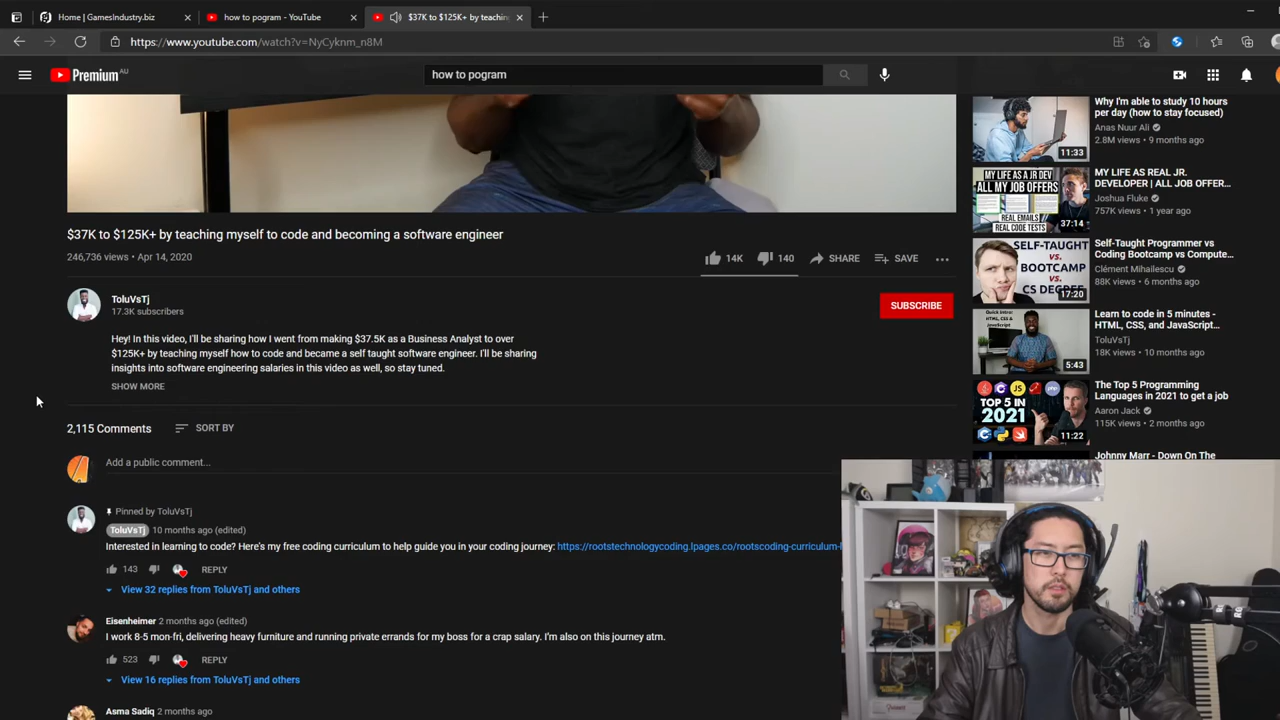 Home | GamesIndustry.biz
how to pogram - YouTube
$37K to $125K+ by teachin
https://www.youtube.com/watch?v=NyCyknm_n8M
Premium AU
how to pogram
$37K to $125K+ by teaching myself to code and becoming a software engineer
246,736 views • Apr 14, 2020
14K
140
SHARE
SAVE
ToluVsTj
17.3K subscribers
SUBSCRIBE
Hey! In this video, I'll be sharing how I went from making $37.5K as a Business Analyst to over
$125K+ by teaching myself how to code and became a self taught software engineer. I'll be sharing
insights into software engineering salaries in this video as well, so stay tuned.
SHOW MORE
2,115 Comments
SORT BY
Add a public comment...
Pinned by ToluVsTj
ToluVsTj 10 months ago (edited)
Interested in learning to code? Here's my free coding curriculum to help guide you in your coding journey: https://rootstechnologycoding.lpages.co/rootscoding-curriculum-l
143
REPLY
View 32 replies from ToluVsTj and others
Eisenheimer 2 months ago (edited)
I work 8-5 mon-fri, delivering heavy furniture and running private errands for my boss for a crap salary. I'm also on this journey atm.
523
REPLY
View 16 replies from ToluVsTj and others
Asma Sadiq 2 months ago
Why I'm able to study 10 hours
per day (how to stay focused)
Anas Nuur Ali
2.8M views • 9 months ago
11:33
MY LIFE AS A JR DEV
ALL MY JOB OFFERS
REAL EMAILS
REAL CODE TESTS
37:14
MY LIFE AS REAL JR.
DEVELOPER | ALL JOB OFFER...
Joshua Fluke
757K views • 1 year ago
SELF-TAUGHT
VS.
BOOTCAMP
VS.
CS DEGREE
17:20
Self-Taught Programmer vs
Coding Bootcamp vs Compute...
Clément Mihailescu
88K views • 6 months ago
5:43
Learn to code in 5 minutes -
HTML, CSS, and JavaScript...
ToluVsTj
18K views • 10 months ago
JS
php
TOP 5
IN 2021
11:22
The Top 5 Programming
Languages in 2021 to get a job
Aaron Jack
115K views • 2 months ago
Johnny Marr - Down On The